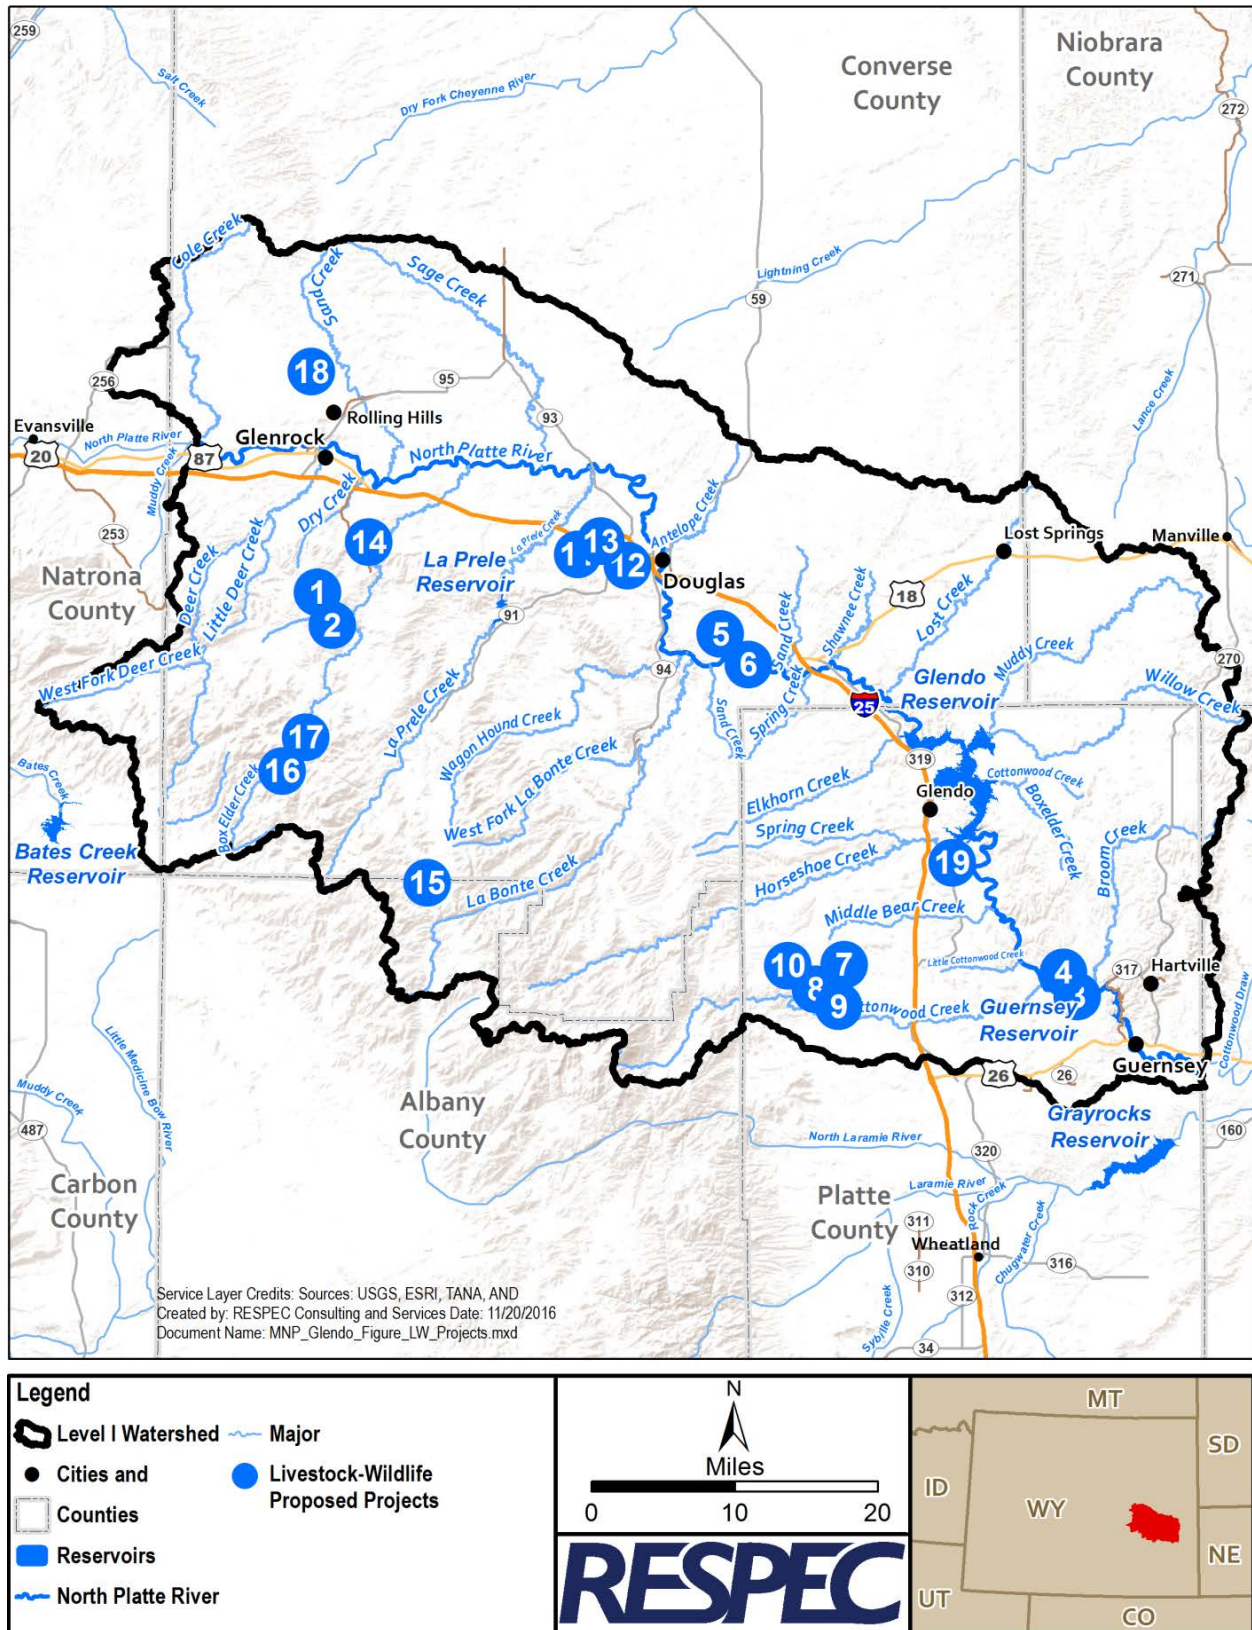 259
Salt Creek
Dry Fork Cheyenne River
Converse
County
Niobrara
County
272
Cole Creek
Sand Creek
Sage Creek
Lightning Creek
59
271
Lance Creek
18
256
95
Rolling Hills
93
Evansville
North Platte River
20
87
Glenrock
North Platte River
Muddy Creek
253
Dry Creek
La Prele Creek
Antelope Creek
Lost Springs
Manville
14
13
12
Douglas
La Prele
Reservoir
Natrona
County
Deer Creek
Little Deer Creek
1
2
91
18
Sand Creek
Shawnee Creek
Lost Creek
Muddy Creek
5
6
94
270
West Fork Deer Creek
Willow Creek
Glendo
Reservoir
25
Sand Creek
Spring Creek
La Prele Creek
Wagon Hound Creek
West Fork La Bonte Creek
17
16
Box Elder Creek
319
Elkhorn Creek
Cottonwood Creek
Glendo
Boxelder Creek
Bates Creek
Bates Creek
Reservoir
Spring Creek
Broom Creek
Horseshoe Creek
19
15
La Bonte Creek
Middle Bear Creek
Little Cottonwood Creek
10
7
8
9
4
3
317
Hartville
ttonwood Creek
Guernsey
Reservoir
Cottonwood Draw
Guernsey
26
26
Little Medicine Bow River
Muddy Creek
487
Albany
County
Grayrocks
Reservoir
North Laramie River
320
160
Carbon
County
Laramie River
Rock Creek
Platte
County
311
Wheatland
310
316
Chugwater Creek
312
Sybille Creek
34
Service Layer Credits: Sources: USGS, ESRI, TANA, AND
Created by: RESPEC Consulting and Services Date: 11/20/2016
Document Name: MNP_Glendo_Figure_LW_Projects.mxd
Legend
Level I Watershed
Major
Cities and
Livestock-Wildlife
Proposed Projects
Counties
Reservoirs
North Platte River
N
Miles
0 10 20
RESPEC
MT
SD
ID
WY
NE
UT
CO